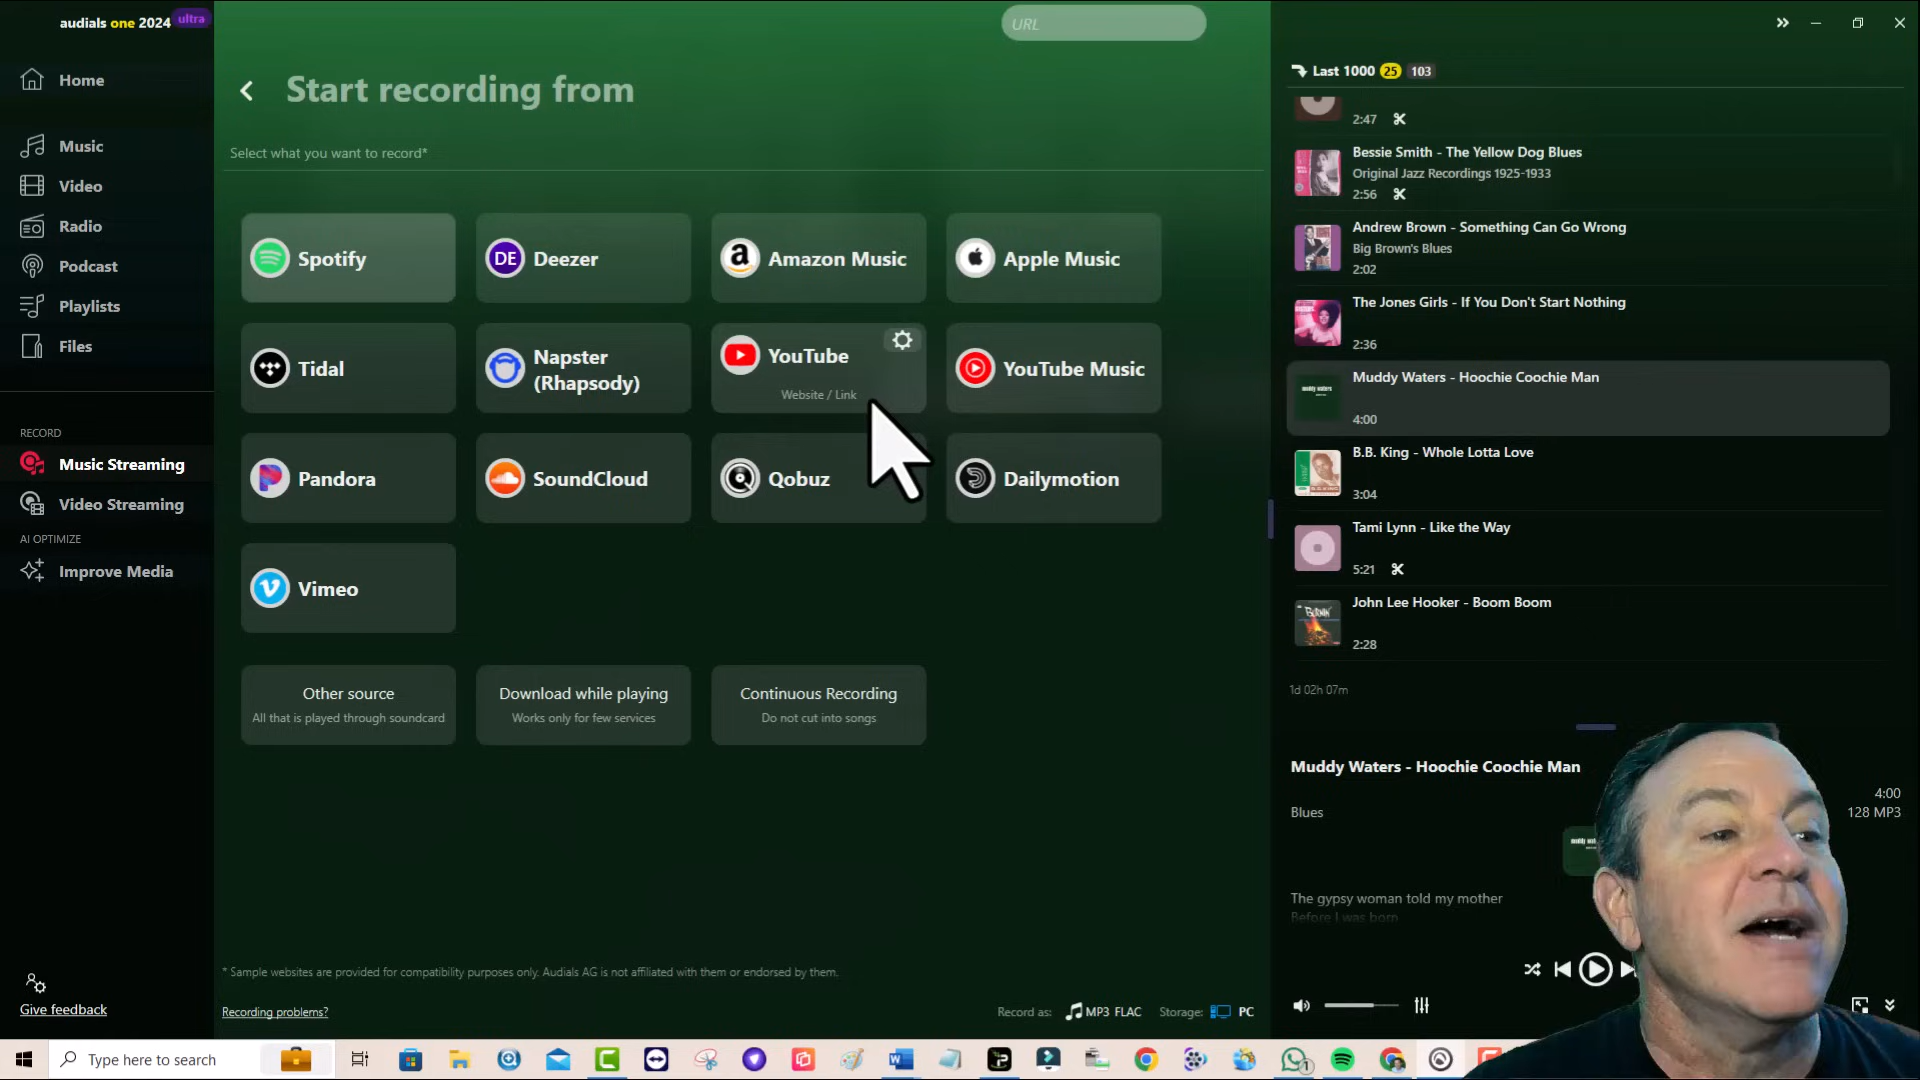 audials one 2024 ultra
URL
Home
Music
Video
Radio
Podcast
Playlists
Files
RECORD
Music Streaming
Video Streaming
AI OPTIMIZE
Improve Media
Give feedback
Start recording from
Select what you want to record*
Spotify
DE Deezer
Amazon Music
Apple Music
Tidal
Napster
(Rhapsody)
YouTube
Website / Link
YouTube Music
Pandora
SoundCloud
Qobuz
Dailymotion
Vimeo
Other source
All that is played through soundcard
Download while playing
Works only for few services
Continuous Recording
Do not cut into songs
* Sample websites are provided for compatibility purposes only. Audials AG is not affiliated with them or endorsed by them.
Recording problems?
Record as: MP3 FLAC Storage: PC
Last 1000 25 103
2:47
Bessie Smith - The Yellow Dog Blues
Original Jazz Recordings 1925-1933
2:56
Andrew Brown - Something Can Go Wrong
Big Brown's Blues
2:02
The Jones Girls - If You Don't Start Nothing
2:36
Muddy Waters - Hoochie Coochie Man
4:00
B.B. King - Whole Lotta Love
3:04
Tami Lynn - Like the Way
5:21
John Lee Hooker - Boom Boom
2:28
1d 02h 07m
Muddy Waters - Hoochie Coochie Man
4:00
Blues
128 MP3
The gypsy woman told my mother
Before I was born
Type here to search